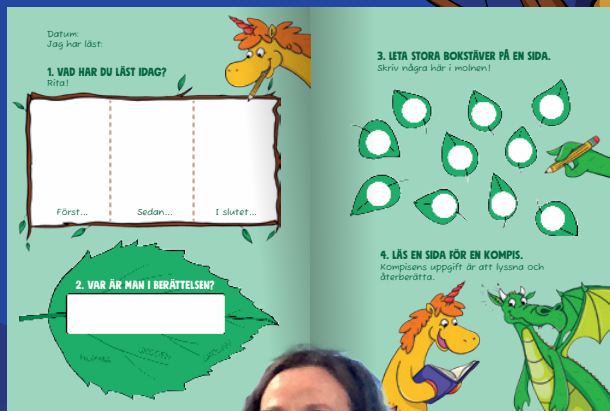 Datum:
Jag har läst:
1. VAD HAR DU LÄST IDAG?
Rita!
Först...
Sedan...
I slutet...
2. VAR ÄR MAN I BERÄTTELSEN?
3. LETA STORA BOKSTÄVER PÅ EN SIDA.
Skriv några här i molnen!
4. LÄS EN SIDA FÖR EN KOMPIS.
Kompisens uppgift är att lyssna och
återberätta.